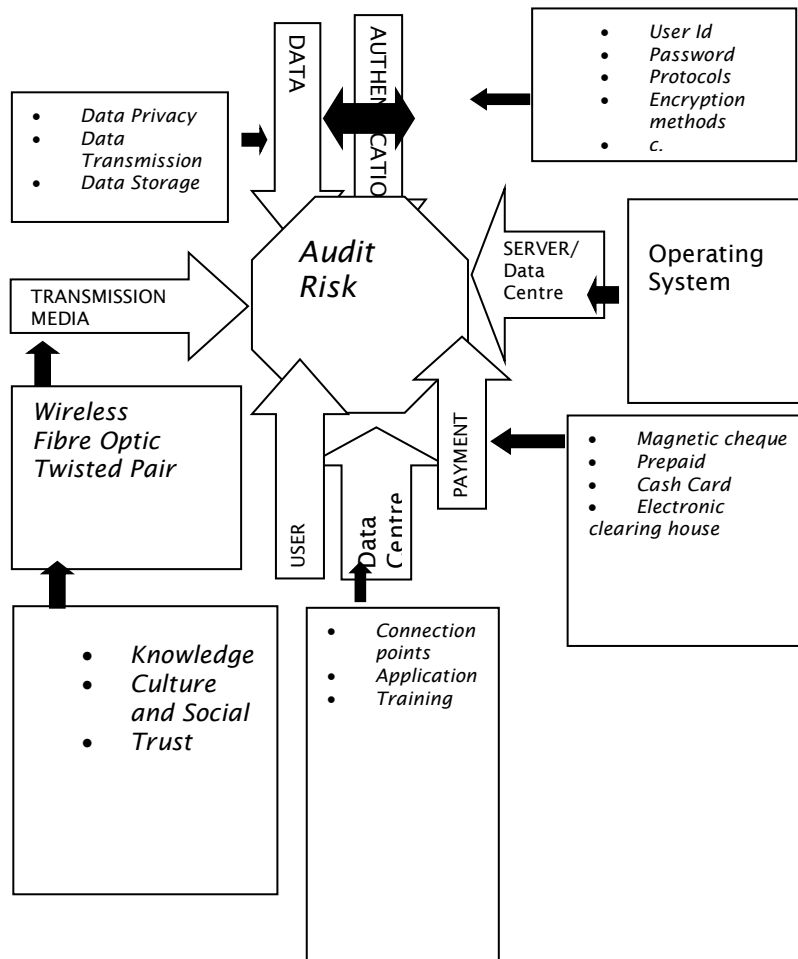 DATA
AUTHENTICATIO
• User Id
• Password
• Protocols
• Encryption
methods
• c.
• Data Privacy
• Data
Transmission
• Data Storage
Audit
Risk
SERVER/
Data
Centre
Operating
System
TRANSMISSION
MEDIA
Wireless
Fibre Optic
Twisted Pair
USER
Data
Centre
PAYMENT
• Magnetic cheque
• Prepaid
• Cash Card
• Electronic
clearing house
• Knowledge
• Culture
and Social
• Trust
• Connection
points
• Application
• Training